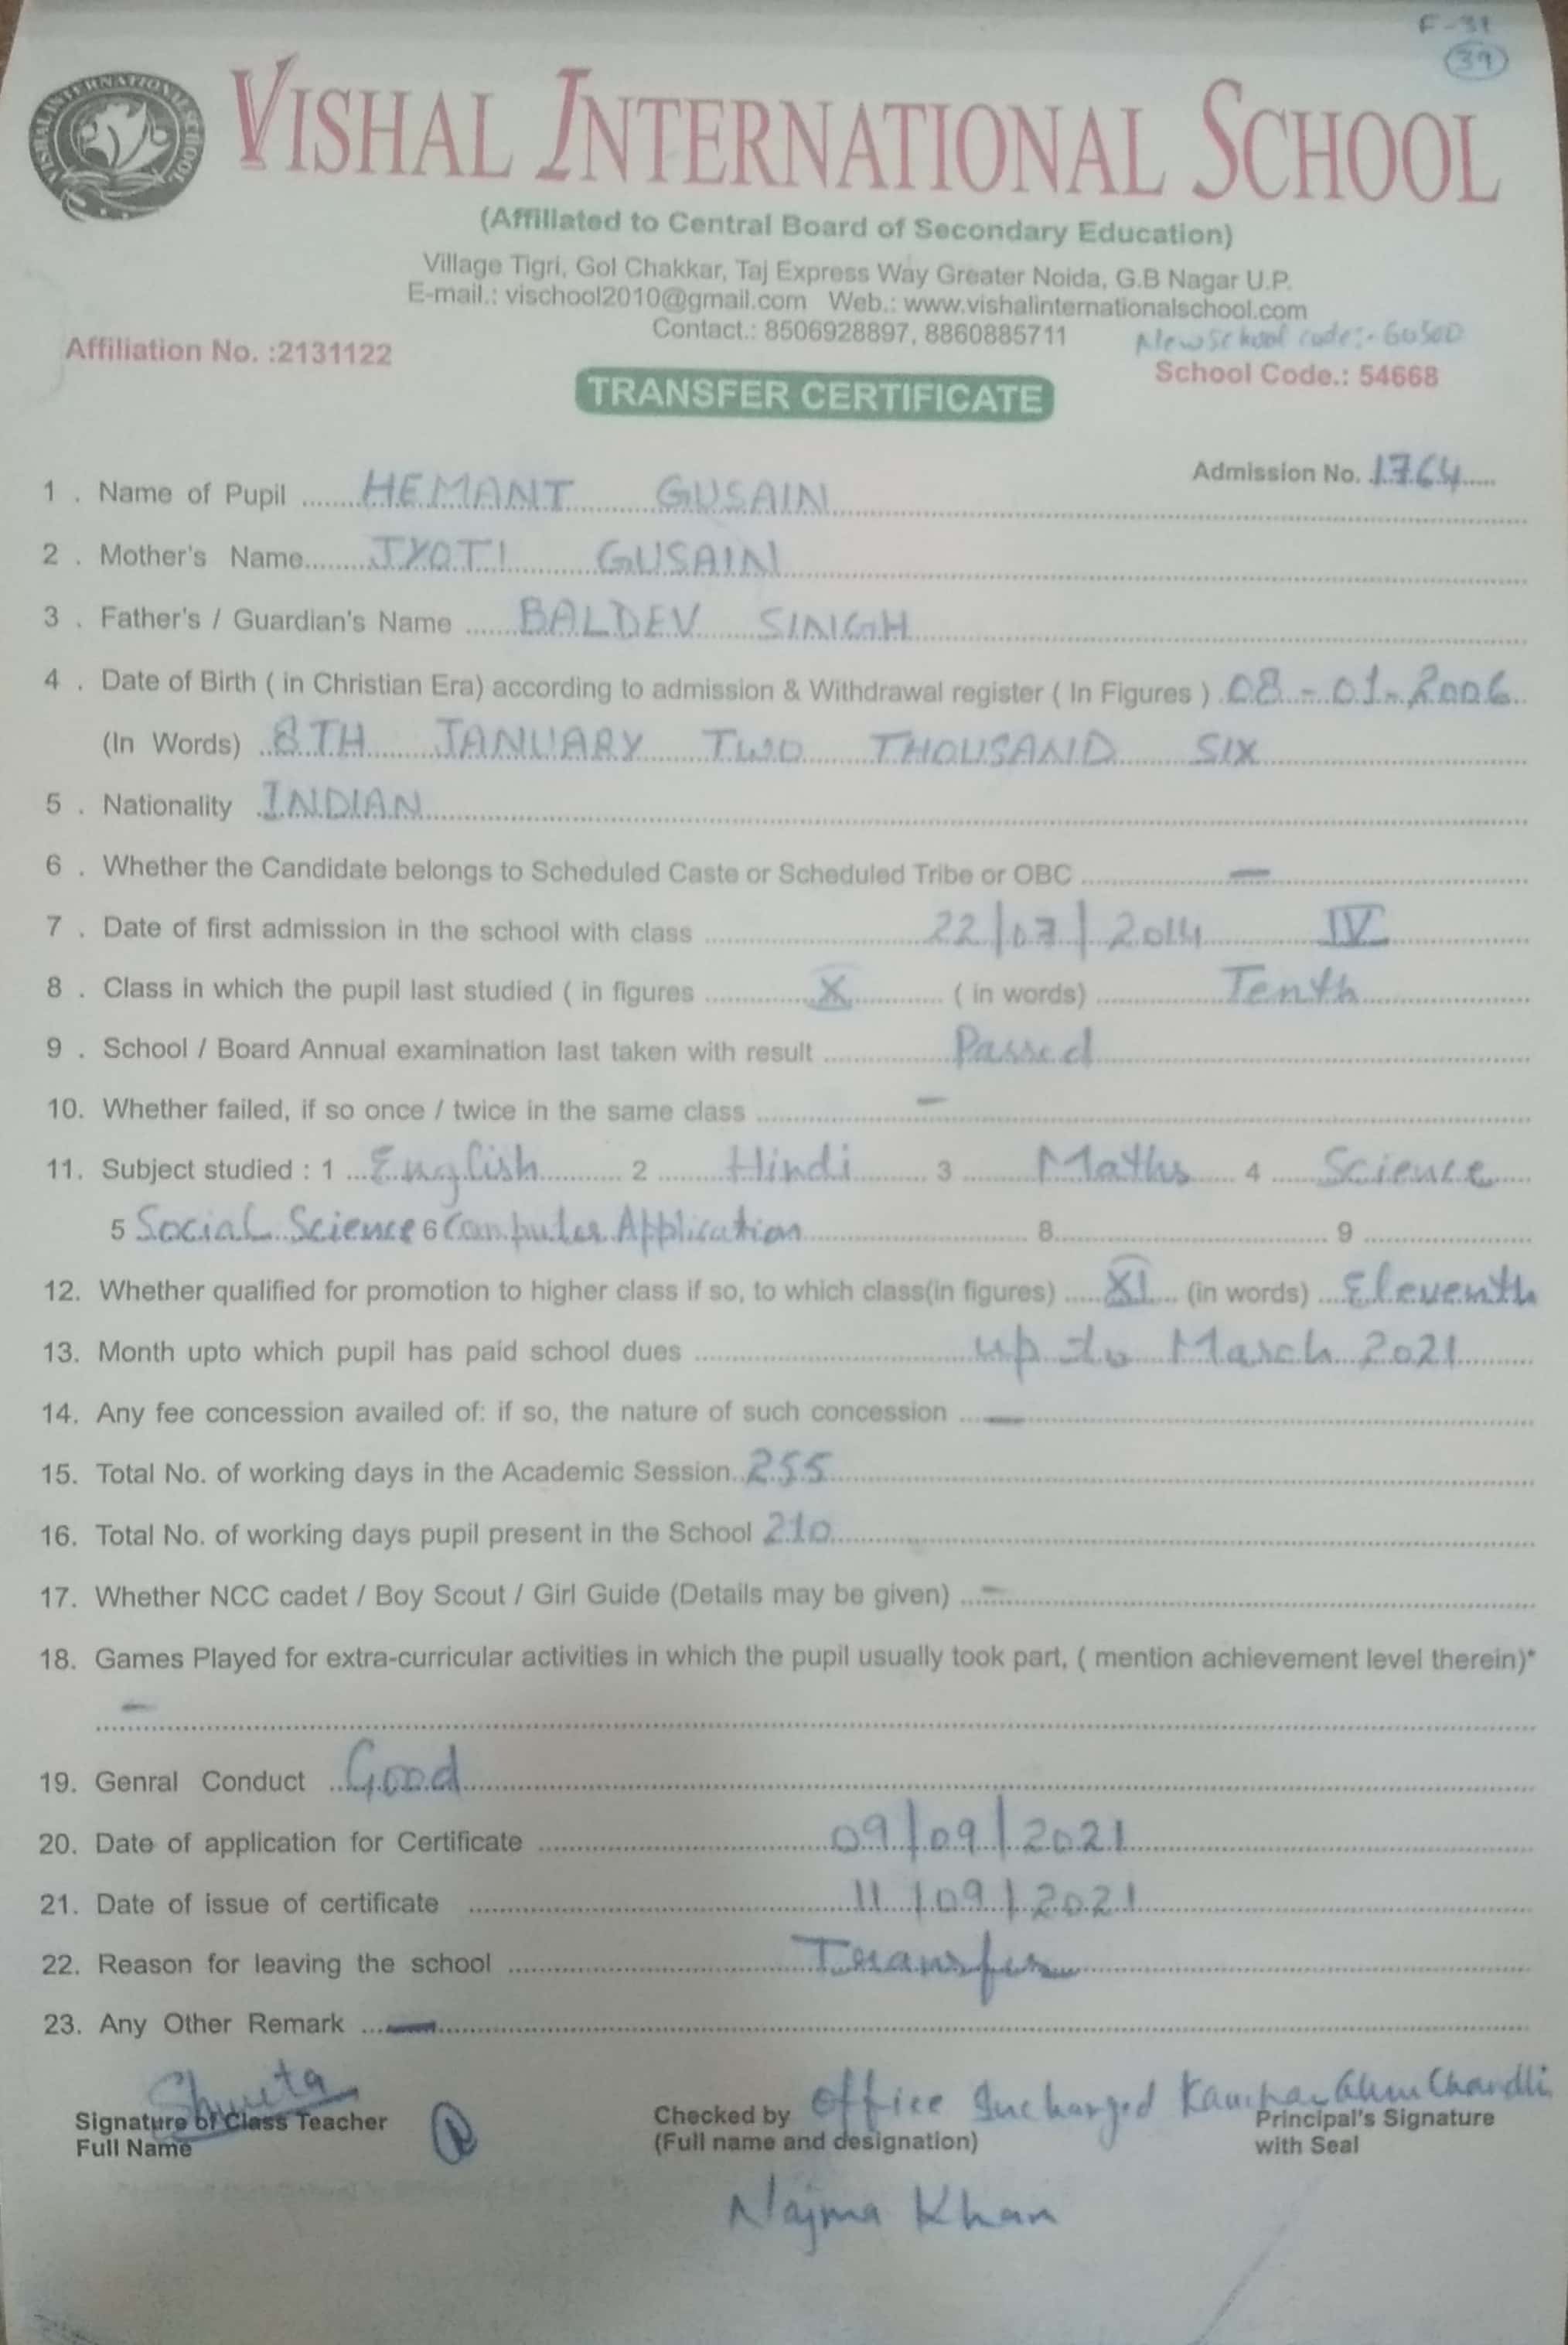 F-31
39
VISHAL INTERNATIONAL SCHOOL
VISHAL INTERNATIONAL SCHOOL
(Affiliated to Central Board of Secondary Education)
Village Tigri, Gol Chakkar, Taj Express Way Greater Noida, G.B Nagar U.P.
E-mail.: vischool2010@gmail.com Web.: www.vishalinternationalschool.com
Contact.: 8506928897, 8860885711
New School code:- 60500
Affiliation No. :2131122
School Code.: 54668
TRANSFER CERTIFICATE
Admission No. 1764
1 . Name of Pupil HEMANT GUSAIN
2 . Mother's Name JYOTI GUSAIN
3 . Father's / Guardian's Name BALDEV SINGH
4 . Date of Birth ( in Christian Era) according to admission & Withdrawal register ( In Figures ) 08-01-2006
(In Words) 8TH JANUARY TWO THOUSAND SIX
5 . Nationality INDIAN
6 . Whether the Candidate belongs to Scheduled Caste or Scheduled Tribe or OBC —
7 . Date of first admission in the school with class 22/07/2014 IV
8 . Class in which the pupil last studied ( in figures X ( in words) Tenth
9 . School / Board Annual examination last taken with result Passed
10. Whether failed, if so once / twice in the same class —
11. Subject studied : 1 English 2 Hindi 3 Maths 4 Science
5 Social Science 6 Computer Application 8 9
12. Whether qualified for promotion to higher class if so, to which class(in figures) XI (in words) Eleventh
13. Month upto which pupil has paid school dues up to March 2021
14. Any fee concession availed of: if so, the nature of such concession —
15. Total No. of working days in the Academic Session 255
16. Total No. of working days pupil present in the School 210
17. Whether NCC cadet / Boy Scout / Girl Guide (Details may be given) —
18. Games Played for extra-curricular activities in which the pupil usually took part, ( mention achievement level therein)*
—
19. Genral Conduct Good
20. Date of application for Certificate 09/09/2021
21. Date of issue of certificate 11/09/2021
22. Reason for leaving the school Transfer
23. Any Other Remark —
Shweta
Signature of Class Teacher
Full Name
Checked by Office Incharged
(Full name and designation)
Najma Khan
Principal's Signature
with Seal